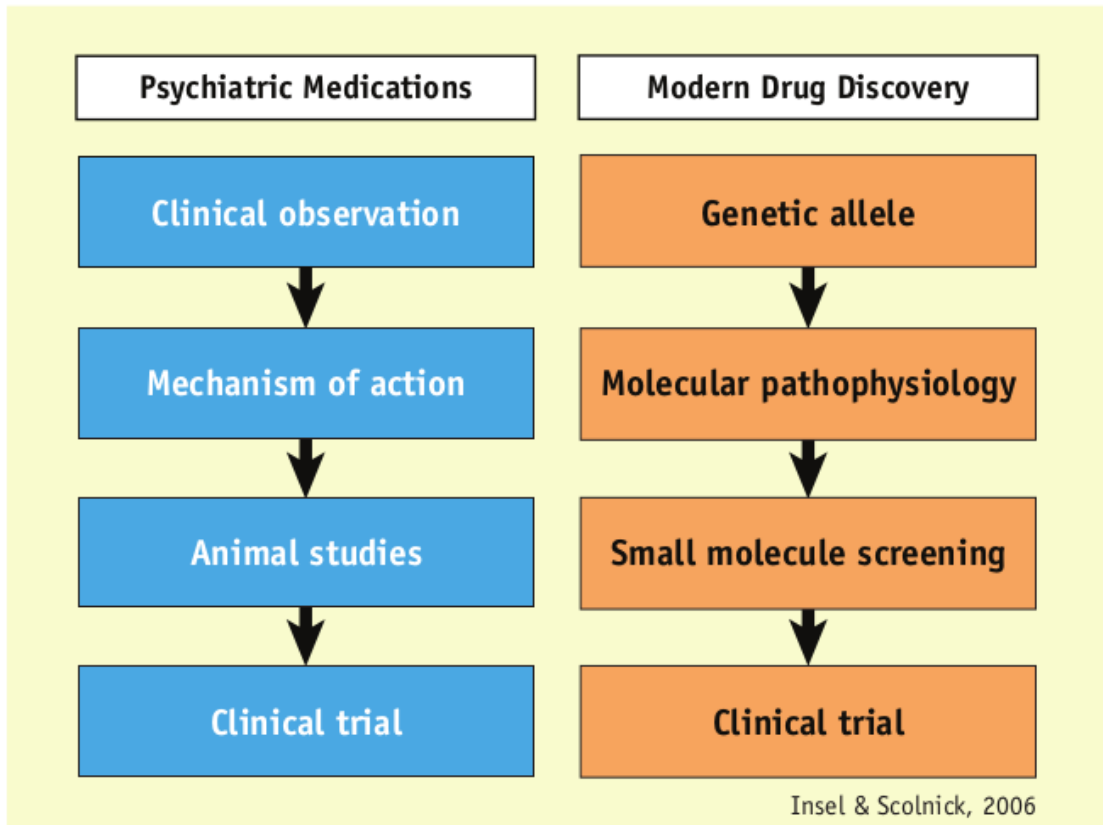 Psychiatric Medications
Clinical observation
Mechanism of action
Animal studies
Clinical trial
Modern Drug Discovery
Genetic allele
Molecular pathophysiology
Small molecule screening
Clinical trial
Insel & Scolnick, 2006